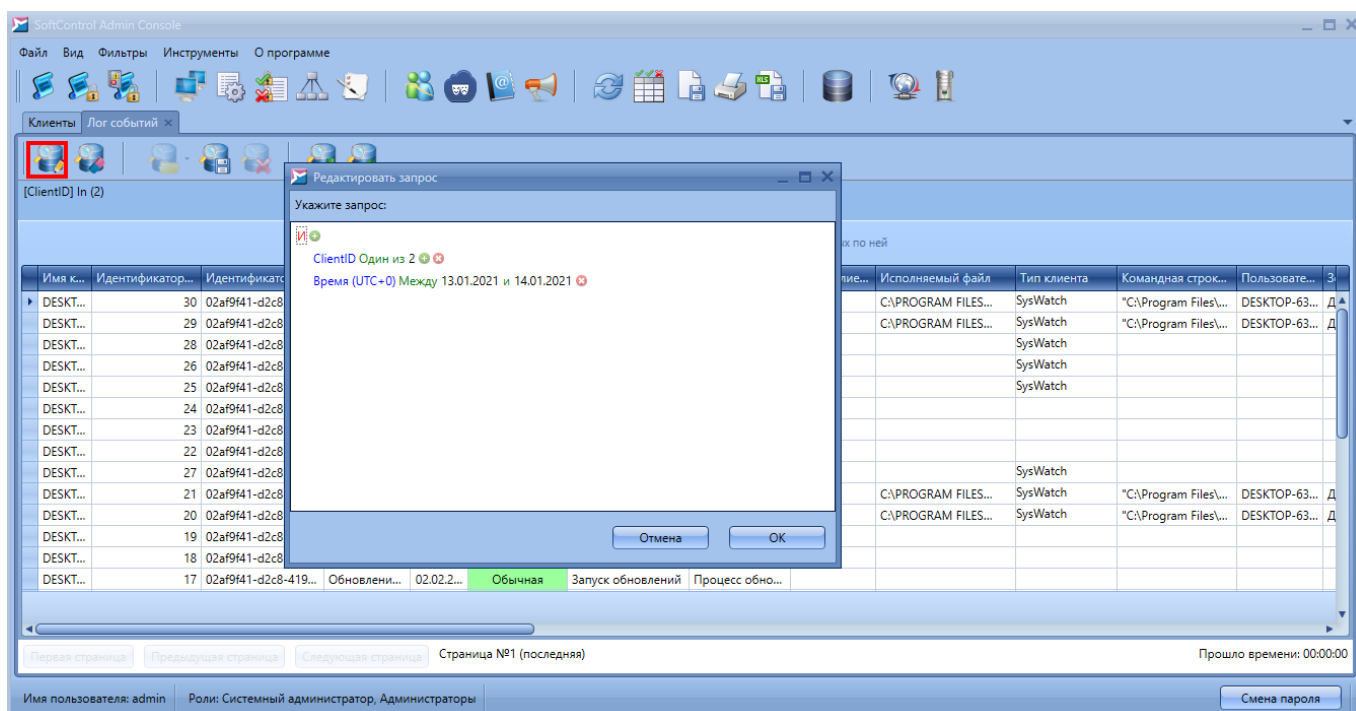 SoftControl Admin Console
Файл Вид Фильтры Инструменты О программе
Клиенты Лог событий
[ClientID] In (2)
Редактировать запрос
Укажите запрос:
И
ClientID Один из 2
Время (UTC+0) Между 13.01.2021 и 14.01.2021
Отмена OK
по ней
Имя к... Идентификатор... Исполняемый файл Тип клиента Командная строк... Пользовате...
DESKT... 30 02af9f41-d2c8 C:\PROGRAM FILES... SysWatch "C:\Program Files\... DESKTOP-63... Д
DESKT... 29 02af9f41-d2c8 C:\PROGRAM FILES... SysWatch "C:\Program Files\... DESKTOP-63... Д
DESKT... 28 02af9f41-d2c8 SysWatch
DESKT... 26 02af9f41-d2c8 SysWatch
DESKT... 25 02af9f41-d2c8 SysWatch
DESKT... 24 02af9f41-d2c8
DESKT... 23 02af9f41-d2c8
DESKT... 22 02af9f41-d2c8
DESKT... 27 02af9f41-d2c8 SysWatch
DESKT... 21 02af9f41-d2c8 C:\PROGRAM FILES... SysWatch "C:\Program Files\... DESKTOP-63... Д
DESKT... 20 02af9f41-d2c8 C:\PROGRAM FILES... SysWatch "C:\Program Files\... DESKTOP-63... Д
DESKT... 19 02af9f41-d2c8
DESKT... 18 02af9f41-d2c8
DESKT... 17 02af9f41-d2c8-419... Обновлени... 02.02.2... Обычная Запуск обновлений Процесс обно...
Первая страница Предыдущая страница Следующая страница Страница №1 (последняя) Прошло времени: 00:00:00
Имя пользователя: admin Роли: Системный администратор, Администраторы Смена пароля